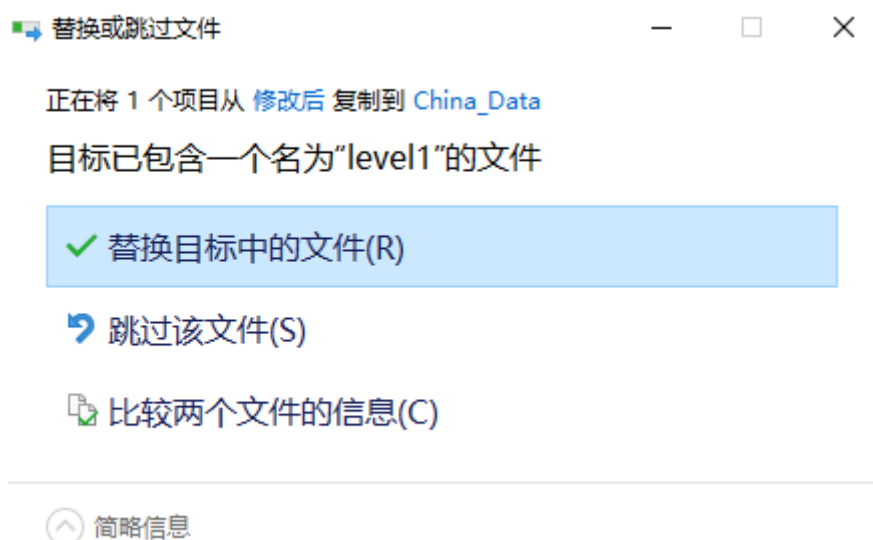 替换或跳过文件
正在将 1 个项目从 修改后 复制到 China_Data
目标已包含一个名为“level1”的文件
替换目标中的文件(R)
跳过该文件(S)
比较两个文件的信息(C)
简略信息